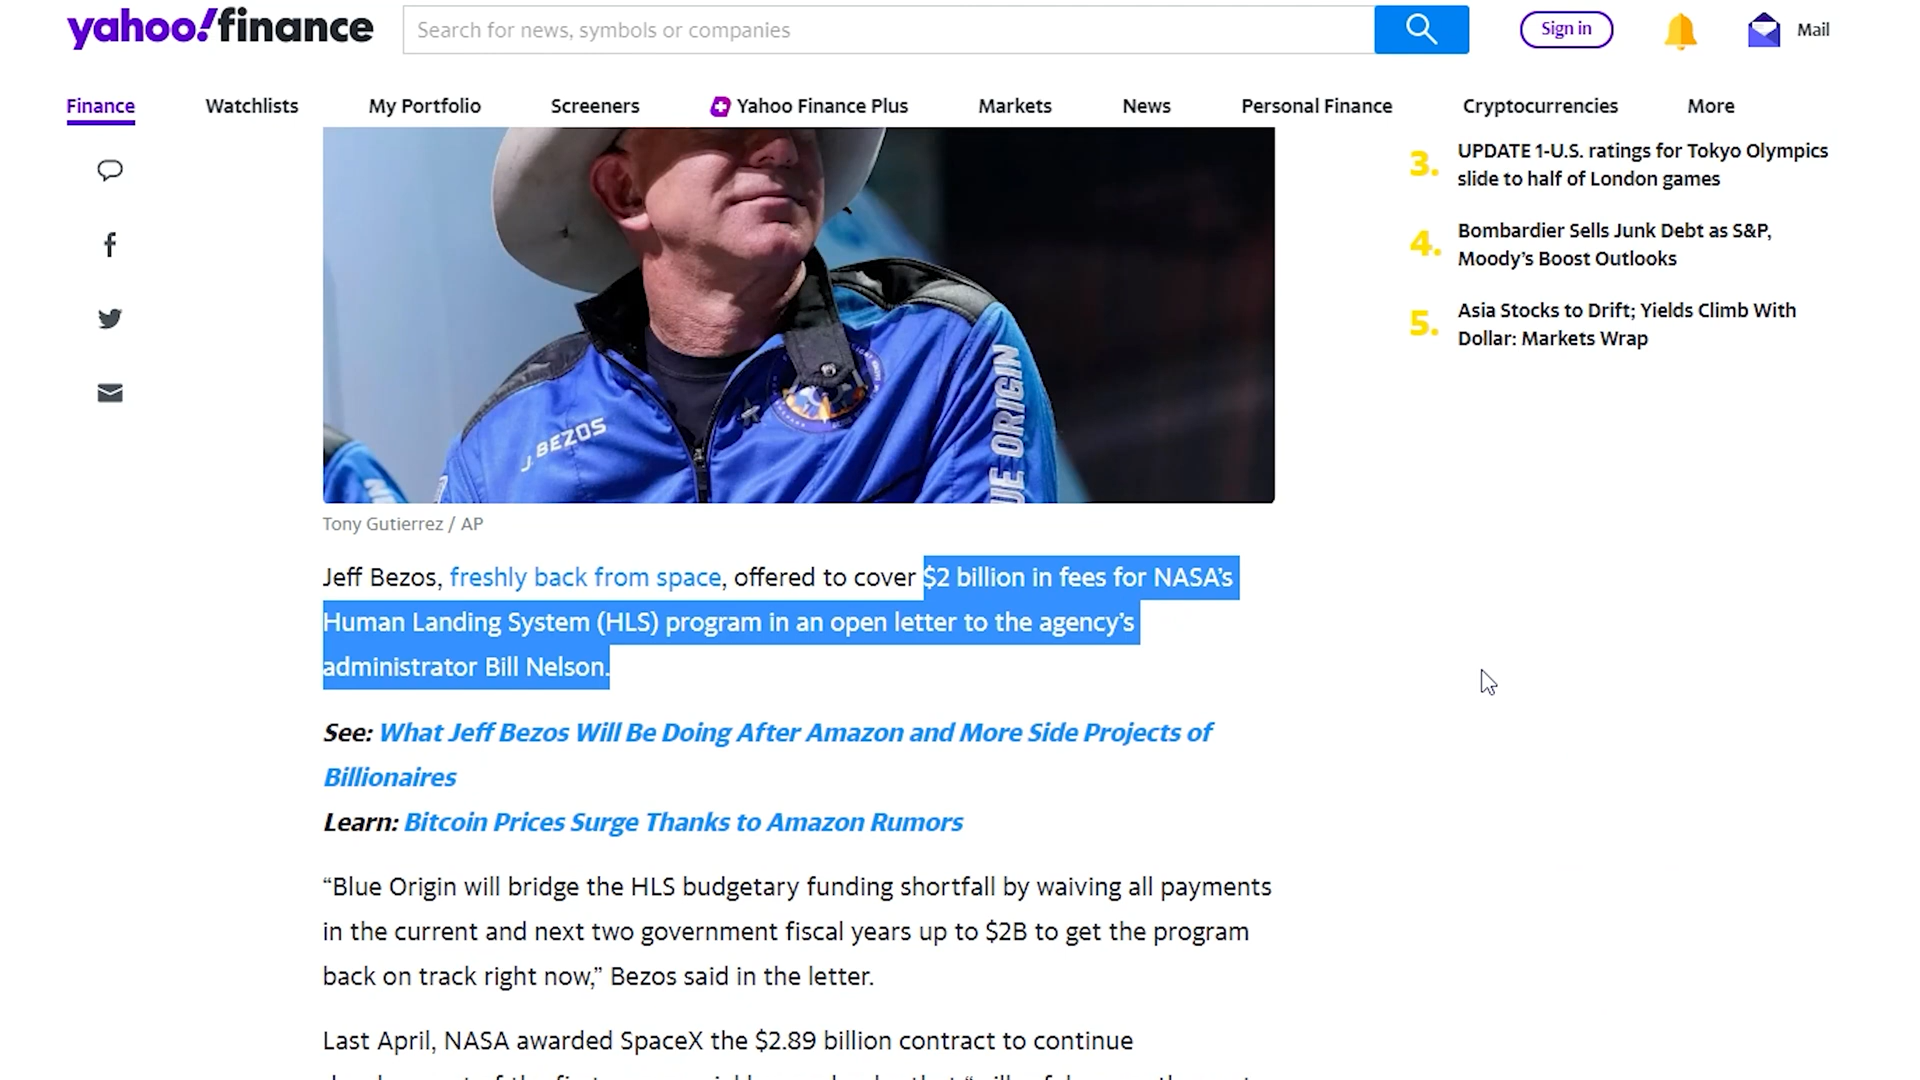 yahoo!finance
Search for news, symbols or companies
Sign in
Mail
Finance
Watchlists
My Portfolio
Screeners
Yahoo Finance Plus
Markets
News
Personal Finance
Cryptocurrencies
More
3. UPDATE 1-U.S. ratings for Tokyo Olympics
slide to half of London games
4. Bombardier Sells Junk Debt as S&P,
Moody's Boost Outlooks
5. Asia Stocks to Drift; Yields Climb With
Dollar: Markets Wrap
J. BEZOS
UE ORIGIN
Tony Gutierrez / AP
Jeff Bezos, freshly back from space, offered to cover $2 billion in fees for NASA's
Human Landing System (HLS) program in an open letter to the agency's
administrator Bill Nelson.
See: What Jeff Bezos Will Be Doing After Amazon and More Side Projects of
Billionaires
Learn: Bitcoin Prices Surge Thanks to Amazon Rumors
“Blue Origin will bridge the HLS budgetary funding shortfall by waiving all payments
in the current and next two government fiscal years up to $2B to get the program
back on track right now,” Bezos said in the letter.
Last April, NASA awarded SpaceX the $2.89 billion contract to continue